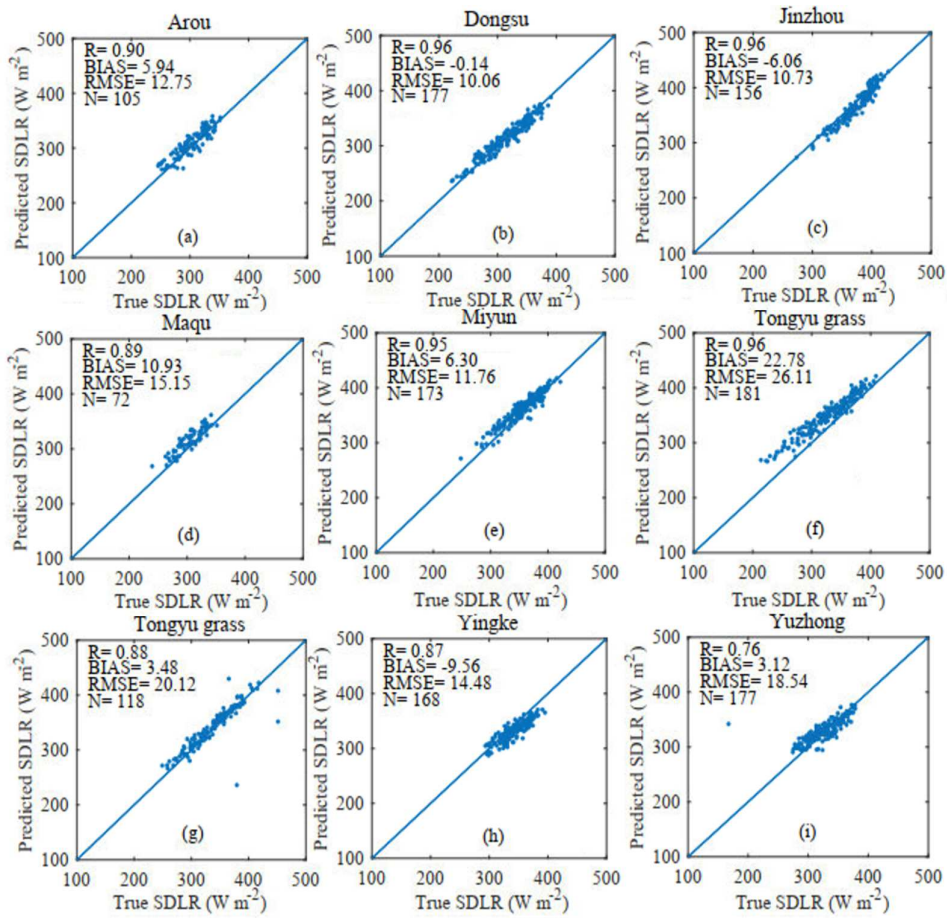 Arou
R= 0.90
BIAS= 5.94
RMSE= 12.75
N= 105
(a)
500
400
300
200
100
100 200 300 400 500
Predicted SDLR (W m-2)
True SDLR (W m-2)
Dongsu
R= 0.96
BIAS= -0.14
RMSE= 10.06
N= 177
(b)
500
400
300
200
100
100 200 300 400 500
Predicted SDLR (W m-2)
True SDLR (W m-2)
Jinzhou
R= 0.96
BIAS= -6.06
RMSE= 10.73
N= 156
(c)
500
400
300
200
100
100 200 300 400 500
Predicted SDLR (W m-2)
True SDLR (W m-2)
Maqu
R= 0.89
BIAS= 10.93
RMSE= 15.15
N= 72
(d)
500
400
300
200
100
100 200 300 400 500
Predicted SDLR (W m-2)
True SDLR (W m-2)
Miyun
R= 0.95
BIAS= 6.30
RMSE= 11.76
N= 173
(e)
500
400
300
200
100
100 200 300 400 500
Predicted SDLR (W m-2)
True SDLR (W m-2)
Tongyu grass
R= 0.96
BIAS= 22.78
RMSE= 26.11
N= 181
(f)
500
400
300
200
100
100 200 300 400 500
Predicted SDLR (W m-2)
True SDLR (W m-2)
Tongyu grass
R= 0.88
BIAS= 3.48
RMSE= 20.12
N= 118
(g)
500
400
300
200
100
100 200 300 400 500
Predicted SDLR (W m-2)
True SDLR (W m-2)
Yingke
R= 0.87
BIAS= -9.56
RMSE= 14.48
N= 168
(h)
500
400
300
200
100
100 200 300 400 500
Predicted SDLR (W m-2)
True SDLR (W m-2)
Yuzhong
R= 0.76
BIAS= 3.12
RMSE= 18.54
N= 177
(i)
500
400
300
200
100
100 200 300 400 500
Predicted SDLR (W m-2)
True SDLR (W m-2)